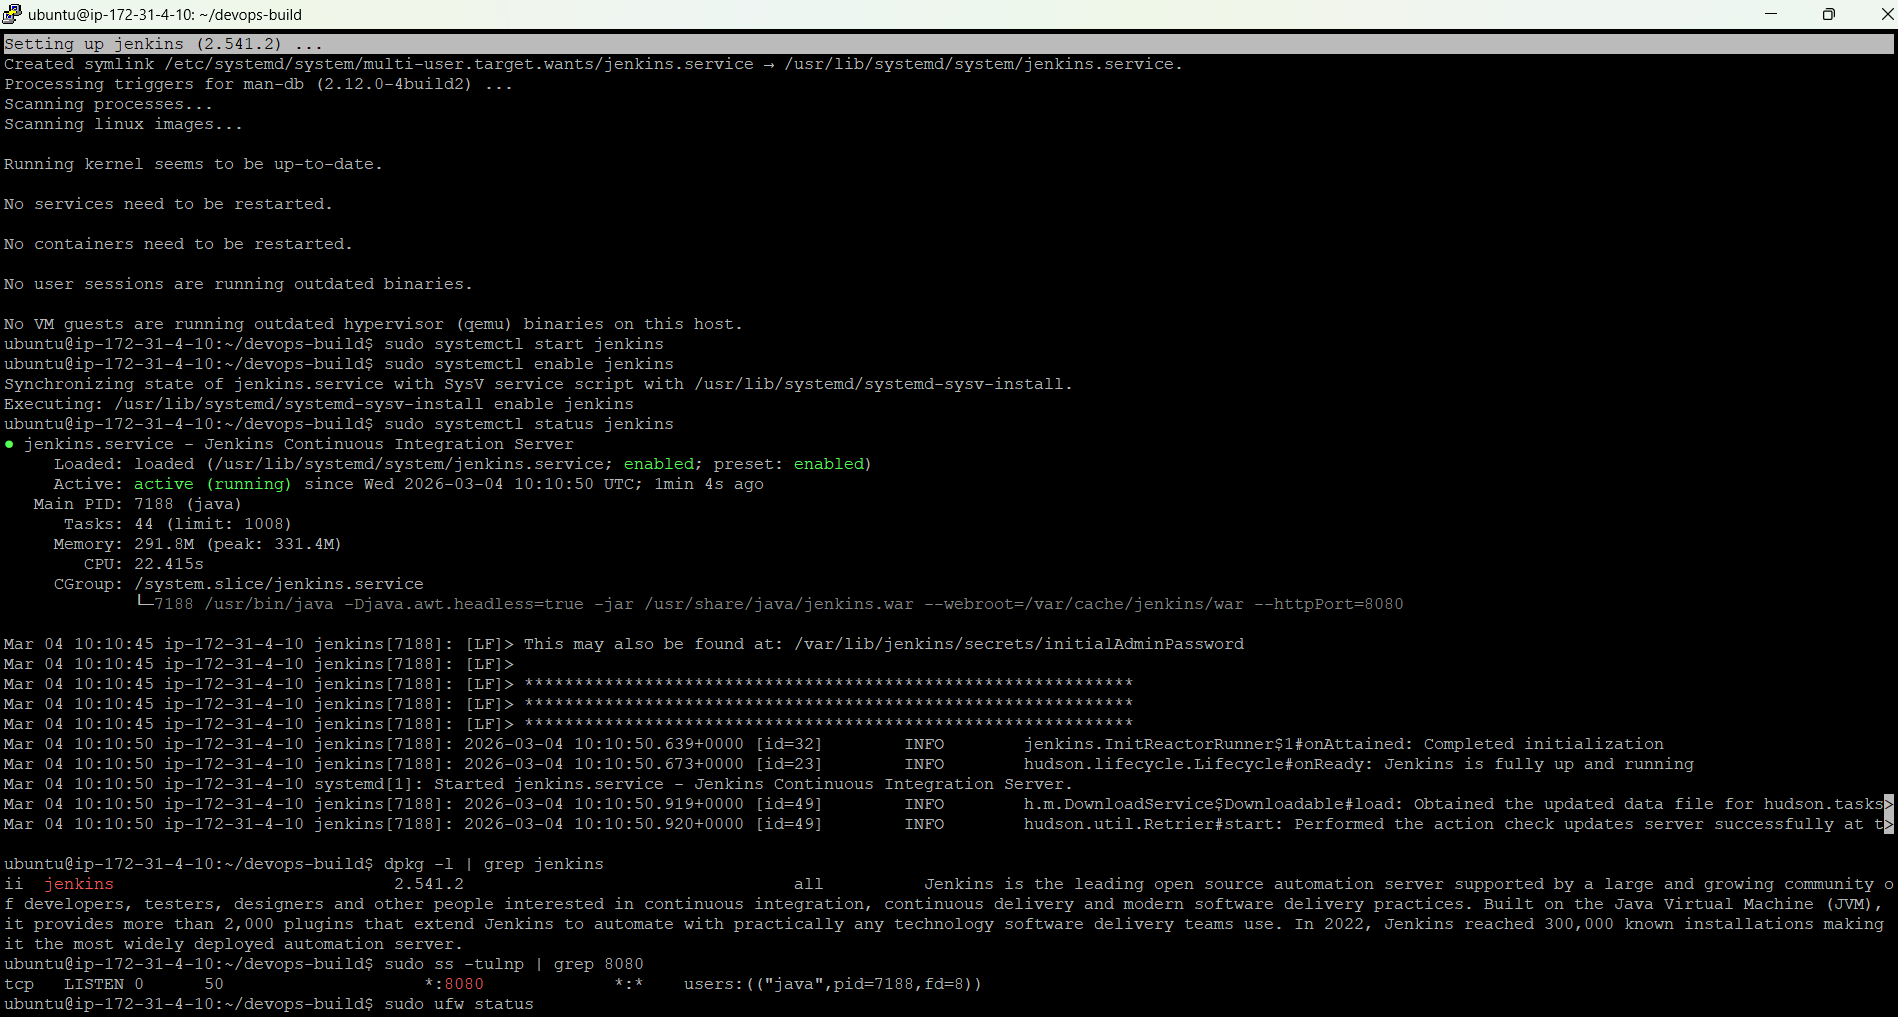 ubuntu@ip-172-31-4-10: ~/devops-build
Setting up jenkins (2.541.2) ...
Created symlink /etc/systemd/system/multi-user.target.wants/jenkins.service → /usr/lib/systemd/system/jenkins.service.
Processing triggers for man-db (2.12.0-4build2) ...
Scanning processes...
Scanning linux images...
Running kernel seems to be up-to-date.
No services need to be restarted.
No containers need to be restarted.
No user sessions are running outdated binaries.
No VM guests are running outdated hypervisor (qemu) binaries on this host.
ubuntu@ip-172-31-4-10:~/devops-build$ sudo systemctl start jenkins
ubuntu@ip-172-31-4-10:~/devops-build$ sudo systemctl enable jenkins
Synchronizing state of jenkins.service with SysV service script with /usr/lib/systemd/systemd-sysv-install.
Executing: /usr/lib/systemd/systemd-sysv-install enable jenkins
ubuntu@ip-172-31-4-10:~/devops-build$ sudo systemctl status jenkins
● jenkins.service - Jenkins Continuous Integration Server
     Loaded: loaded (/usr/lib/systemd/system/jenkins.service; enabled; preset: enabled)
     Active: active (running) since Wed 2026-03-04 10:10:50 UTC; 1min 4s ago
   Main PID: 7188 (java)
      Tasks: 44 (limit: 1008)
     Memory: 291.8M (peak: 331.4M)
        CPU: 22.415s
     CGroup: /system.slice/jenkins.service
             └─7188 /usr/bin/java -Djava.awt.headless=true -jar /usr/share/java/jenkins.war --webroot=/var/cache/jenkins/war --httpPort=8080
Mar 04 10:10:45 ip-172-31-4-10 jenkins[7188]: [LF]> This may also be found at: /var/lib/jenkins/secrets/initialAdminPassword
Mar 04 10:10:45 ip-172-31-4-10 jenkins[7188]: [LF]>
Mar 04 10:10:45 ip-172-31-4-10 jenkins[7188]: [LF]> *************************************************************
Mar 04 10:10:45 ip-172-31-4-10 jenkins[7188]: [LF]> *************************************************************
Mar 04 10:10:45 ip-172-31-4-10 jenkins[7188]: [LF]> *************************************************************
Mar 04 10:10:50 ip-172-31-4-10 jenkins[7188]: 2026-03-04 10:10:50.639+0000 [id=32]        INFO        jenkins.InitReactorRunner$1#onAttained: Completed initialization
Mar 04 10:10:50 ip-172-31-4-10 jenkins[7188]: 2026-03-04 10:10:50.673+0000 [id=23]        INFO        hudson.lifecycle.Lifecycle#onReady: Jenkins is fully up and running
Mar 04 10:10:50 ip-172-31-4-10 systemd[1]: Started jenkins.service - Jenkins Continuous Integration Server.
Mar 04 10:10:50 ip-172-31-4-10 jenkins[7188]: 2026-03-04 10:10:50.919+0000 [id=49]        INFO        h.m.DownloadService$Downloadable#load: Obtained the updated data file for hudson.tasks>
Mar 04 10:10:50 ip-172-31-4-10 jenkins[7188]: 2026-03-04 10:10:50.920+0000 [id=49]        INFO        hudson.util.Retrier#start: Performed the action check updates server successfully at t>
ubuntu@ip-172-31-4-10:~/devops-build$ dpkg -l | grep jenkins
ii  jenkins                            2.541.2                                 all          Jenkins is the leading open source automation server supported by a large and growing community o
f developers, testers, designers and other people interested in continuous integration, continuous delivery and modern software delivery practices. Built on the Java Virtual Machine (JVM),
it provides more than 2,000 plugins that extend Jenkins to automate with practically any technology software delivery teams use. In 2022, Jenkins reached 300,000 known installations making
it the most widely deployed automation server.
ubuntu@ip-172-31-4-10:~/devops-build$ sudo ss -tulnp | grep 8080
tcp   LISTEN 0      50                    *:8080             *:*    users:(("java",pid=7188,fd=8))
ubuntu@ip-172-31-4-10:~/devops-build$ sudo ufw status